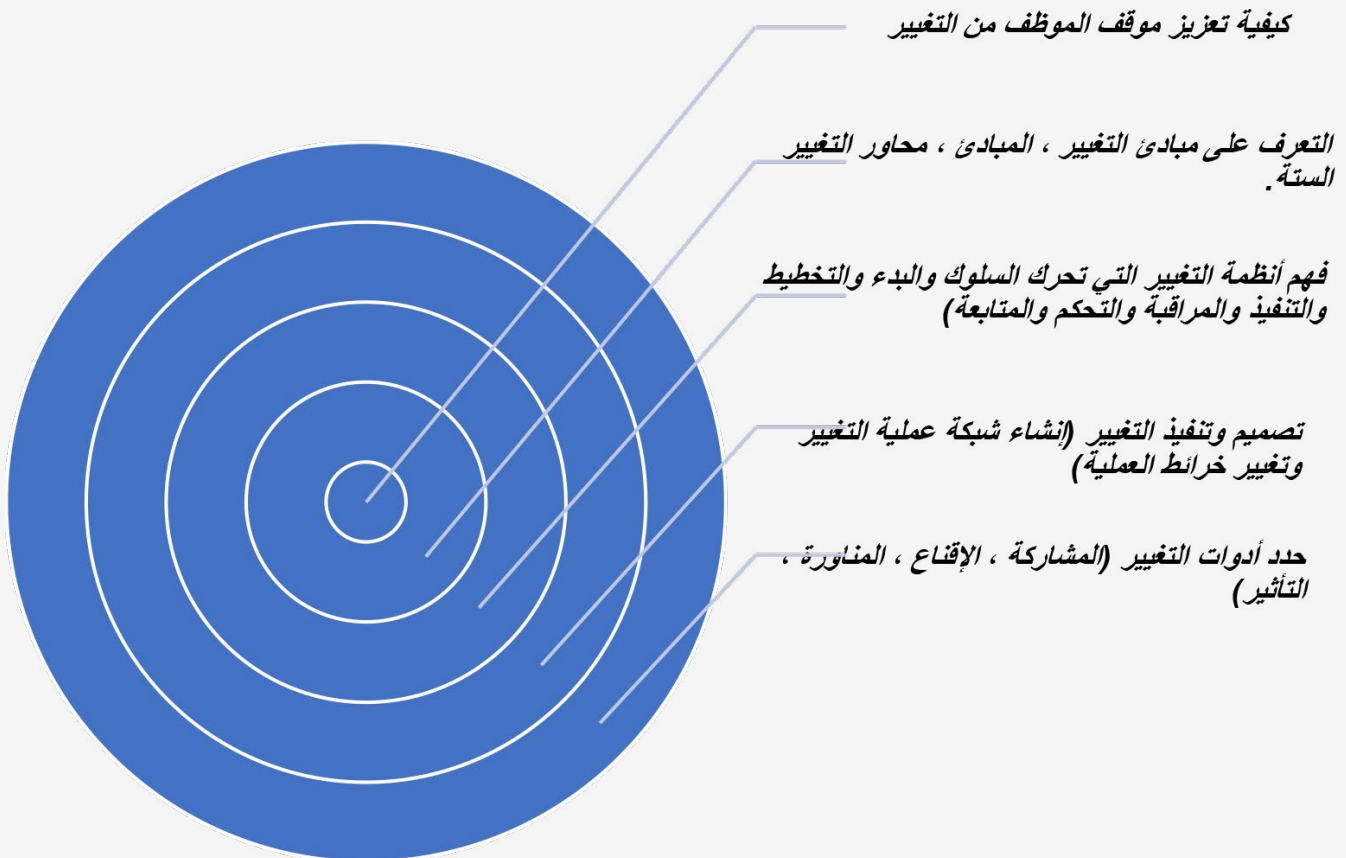 كيفية تعزيز موقف الموظف من التغيير
التعرف على مبادئ التغيير ، المبادئ ، محاور التغيير
الستة.
فهم أنظمة التغيير التي تحرك السلوك والبدء والتخطيط
والتنفيذ والمراقبة والتحكم والمتابعة)
تصميم وتنفيذ التغيير (إنشاء شبكة عملية التغيير
وتغيير خرائط العملية)
حدد أدوات التغيير (المشاركة ، الإقناع ، المناورة ،
التأثير)